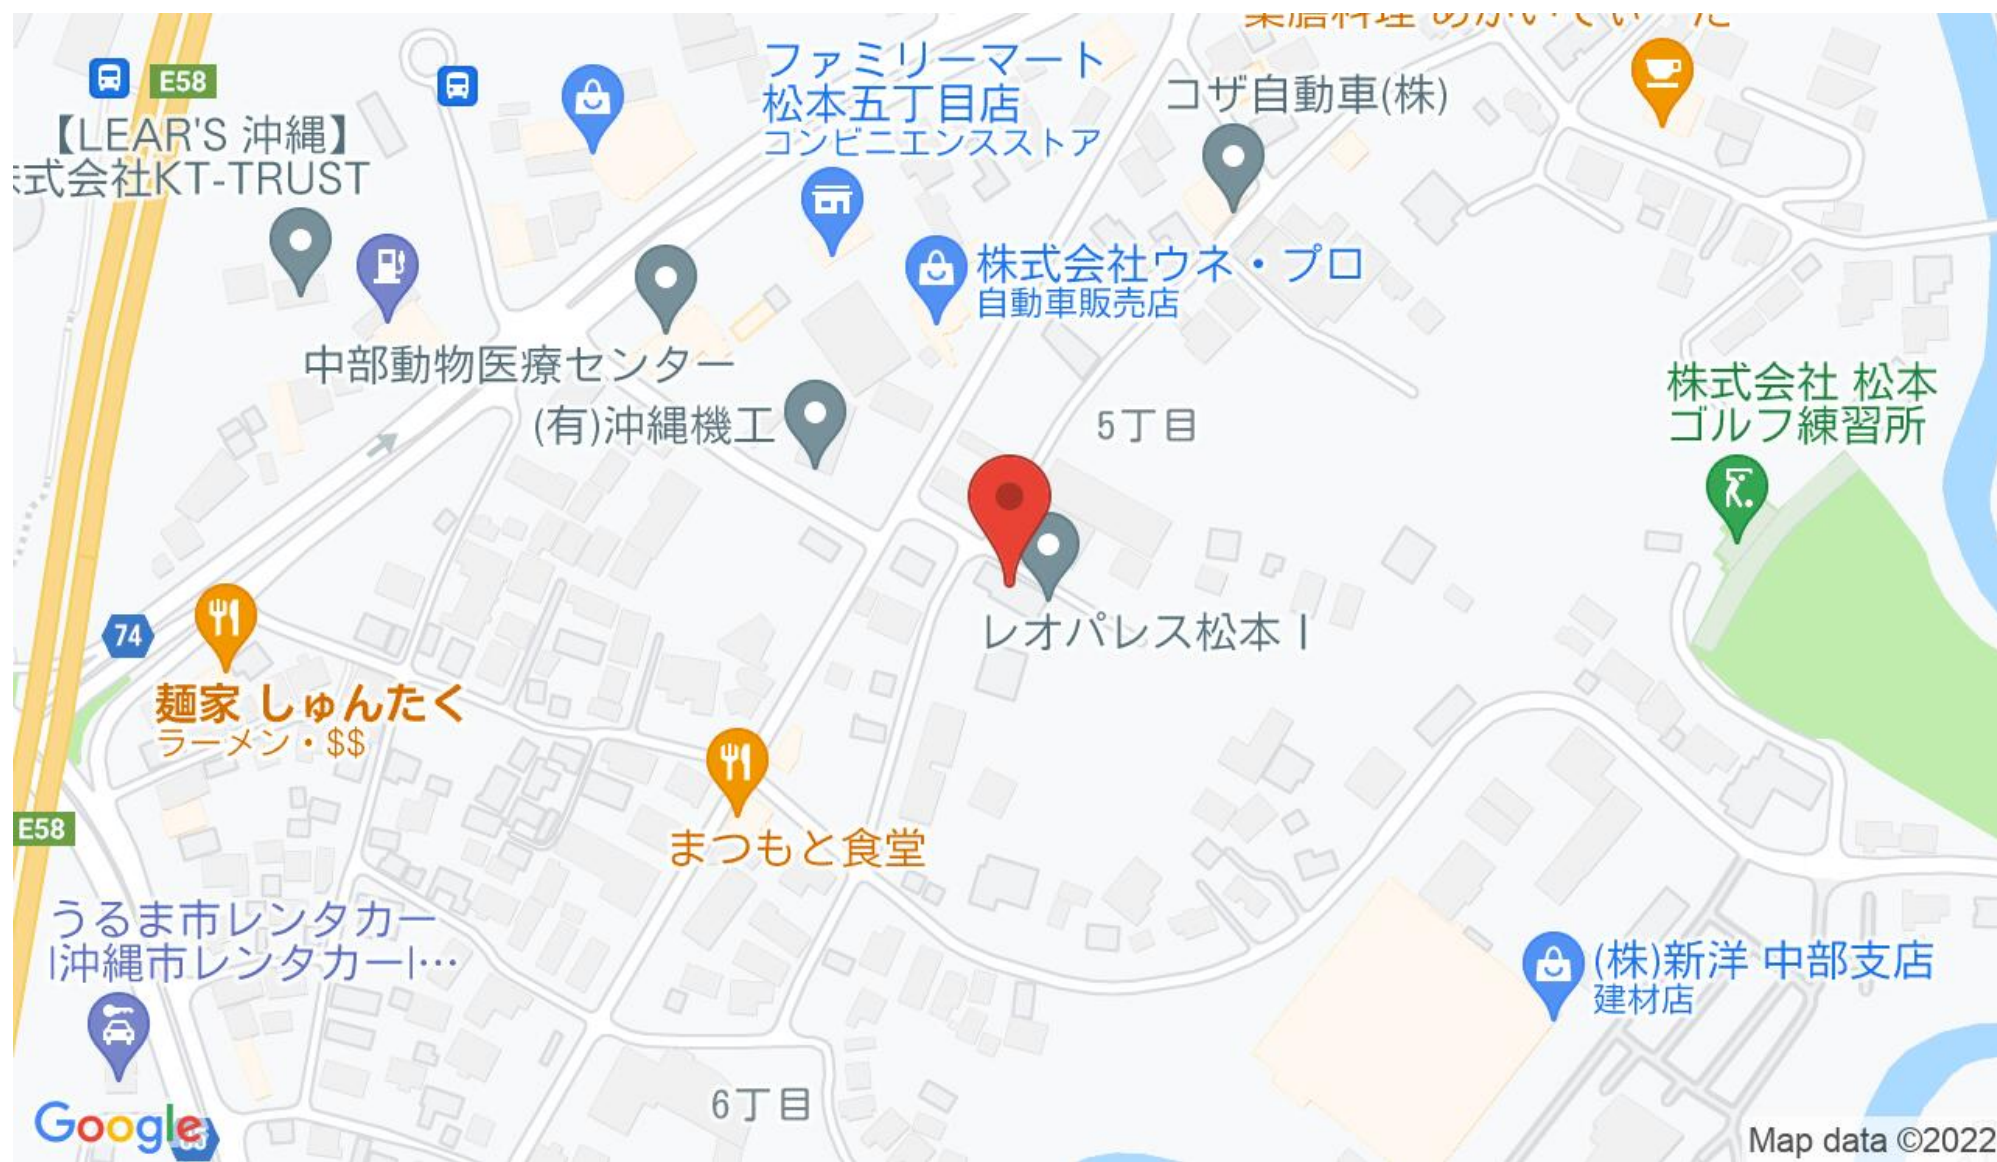 E58
ファミリーマート
松本五丁目店
コンビニエンスストア
コザ自動車(株)
【LEAR'S 沖縄】
式会社KT-TRUST
株式会社ウネ・プロ
自動車販売店
中部動物医療センター
(有)沖縄機工
5丁目
株式会社 松本
ゴルフ練習所
レオパレス松本 I
74
麺家 しゅんたく
ラーメン・$$
E58
まつもと食堂
うるま市レンタカー
|沖縄市レンタカー|…
(株)新洋 中部支店
建材店
6丁目
Google
Map data ©2022